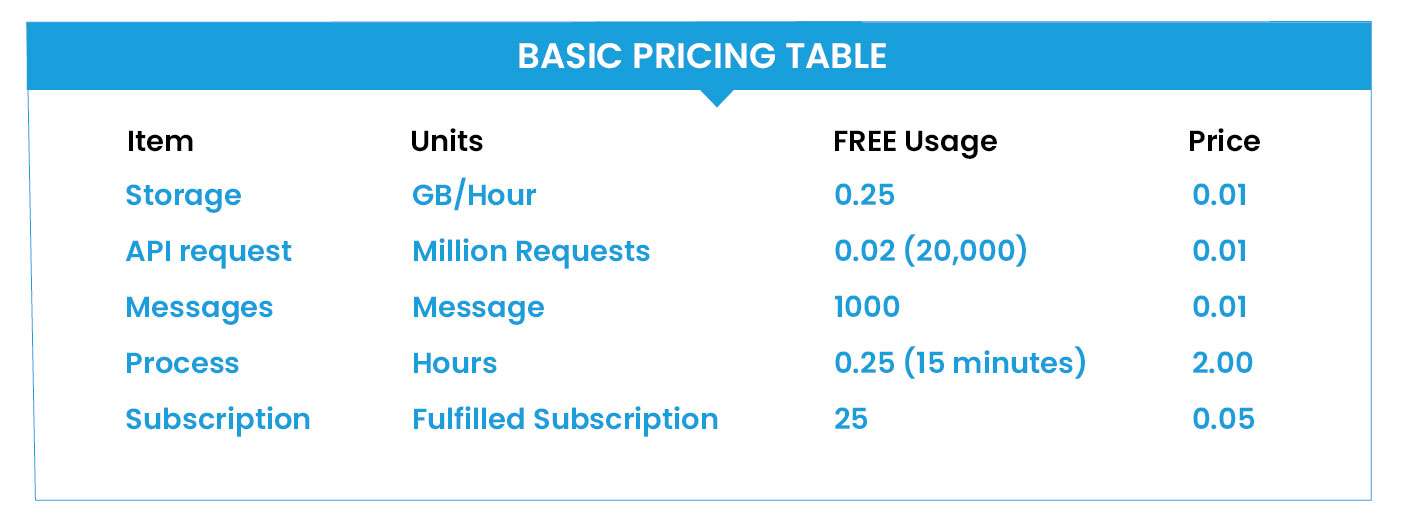 BASIC PRICING TABLE
Item Units FREE Usage Price
Storage GB/Hour 0.25 0.01
API request Million Requests 0.02 (20,000) 0.01
Messages Message 1000 0.01
Process Hours 0.25 (15 minutes) 2.00
Subscription Fulfilled Subscription 25 0.05